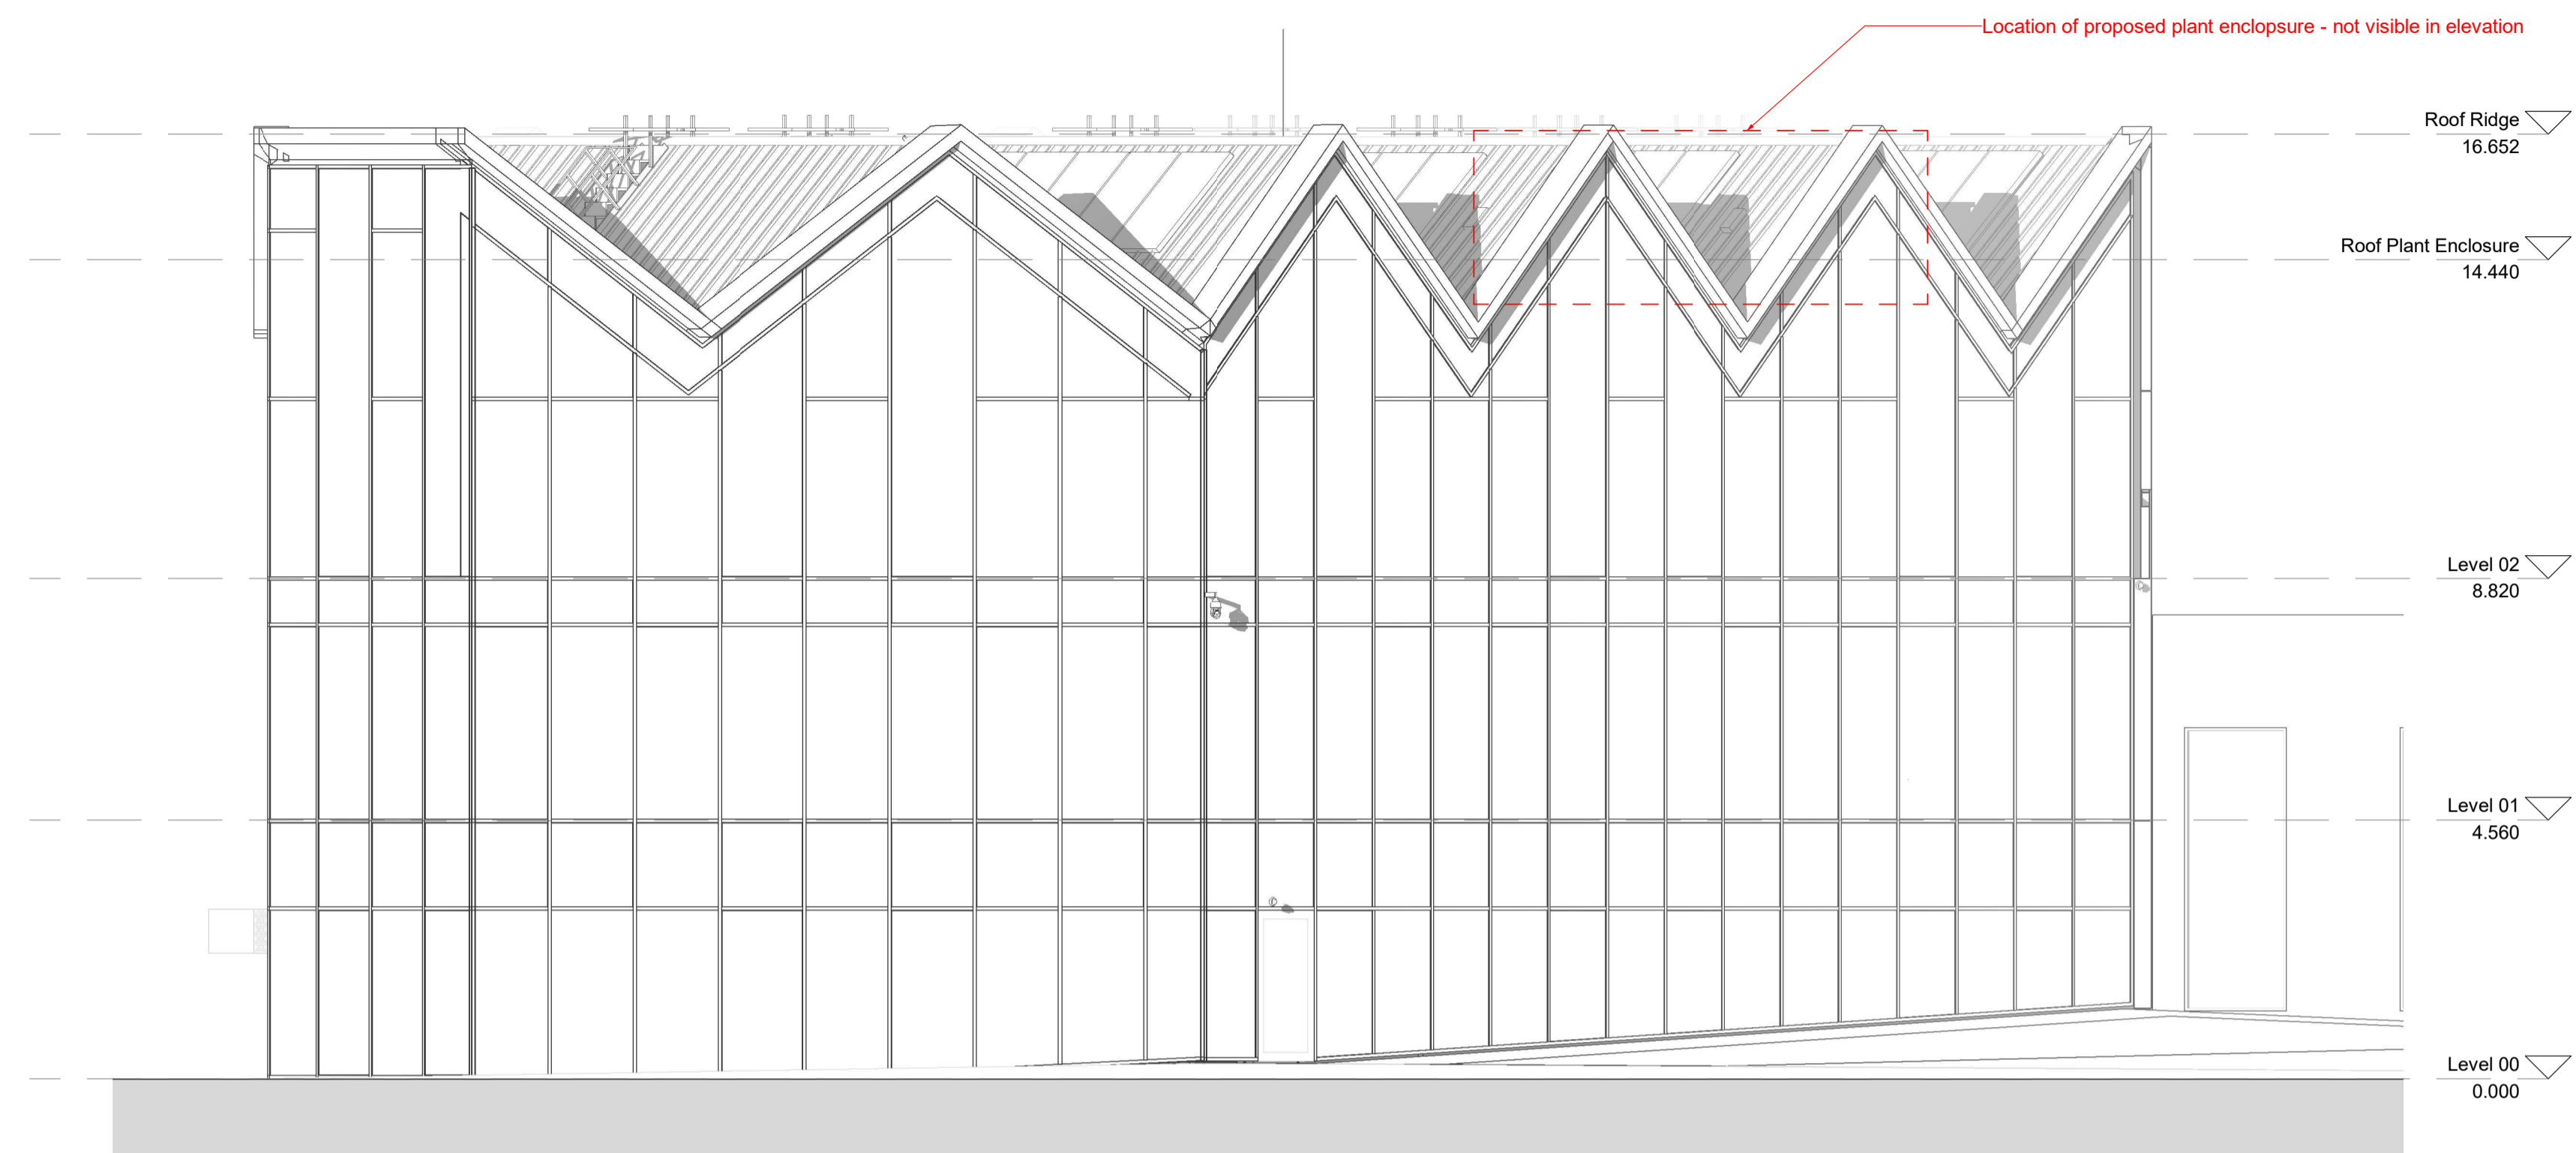 Location of proposed plant enclopsure - not visible in elevation
Roof Ridge
16.652
Roof Plant Enclosure
14.440
Level 02
8.820
Level 01
4.560
Level 00
0.000